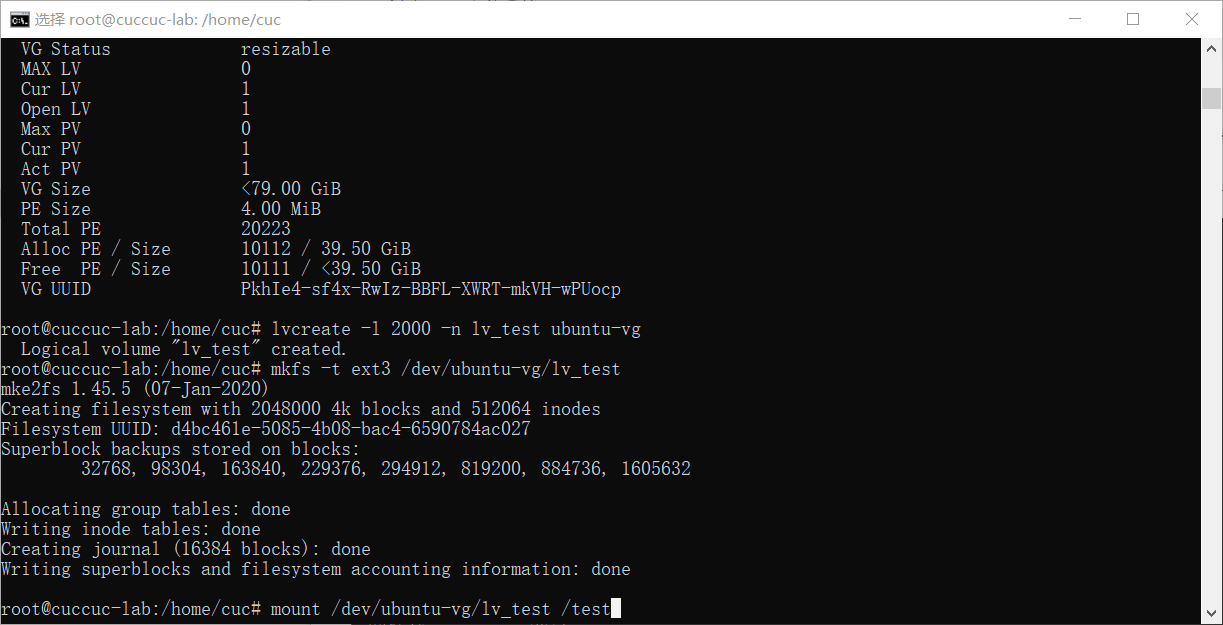 选择 root@cuccuc-lab: /home/cuc
VG Status resizable
MAX LV 0
Cur LV 1
Open LV 1
Max PV 0
Cur PV 1
Act PV 1
VG Size <79.00 GiB
PE Size 4.00 MiB
Total PE 20223
Alloc PE / Size 10112 / 39.50 GiB
Free  PE / Size 10111 / <39.50 GiB
VG UUID PkhIe4-sf4x-RwIz-BBFL-XWRT-mkVH-wPUocp
root@cuccuc-lab:/home/cuc# lvcreate -l 2000 -n lv_test ubuntu-vg
Logical volume "lv_test" created.
root@cuccuc-lab:/home/cuc# mkfs -t ext3 /dev/ubuntu-vg/lv_test
mke2fs 1.45.5 (07-Jan-2020)
Creating filesystem with 2048000 4k blocks and 512064 inodes
Filesystem UUID: d4bc461e-5085-4b08-bac4-6590784ac027
Superblock backups stored on blocks:
32768, 98304, 163840, 229376, 294912, 819200, 884736, 1605632
Allocating group tables: done
Writing inode tables: done
Creating journal (16384 blocks): done
Writing superblocks and filesystem accounting information: done
root@cuccuc-lab:/home/cuc# mount /dev/ubuntu-vg/lv_test /test